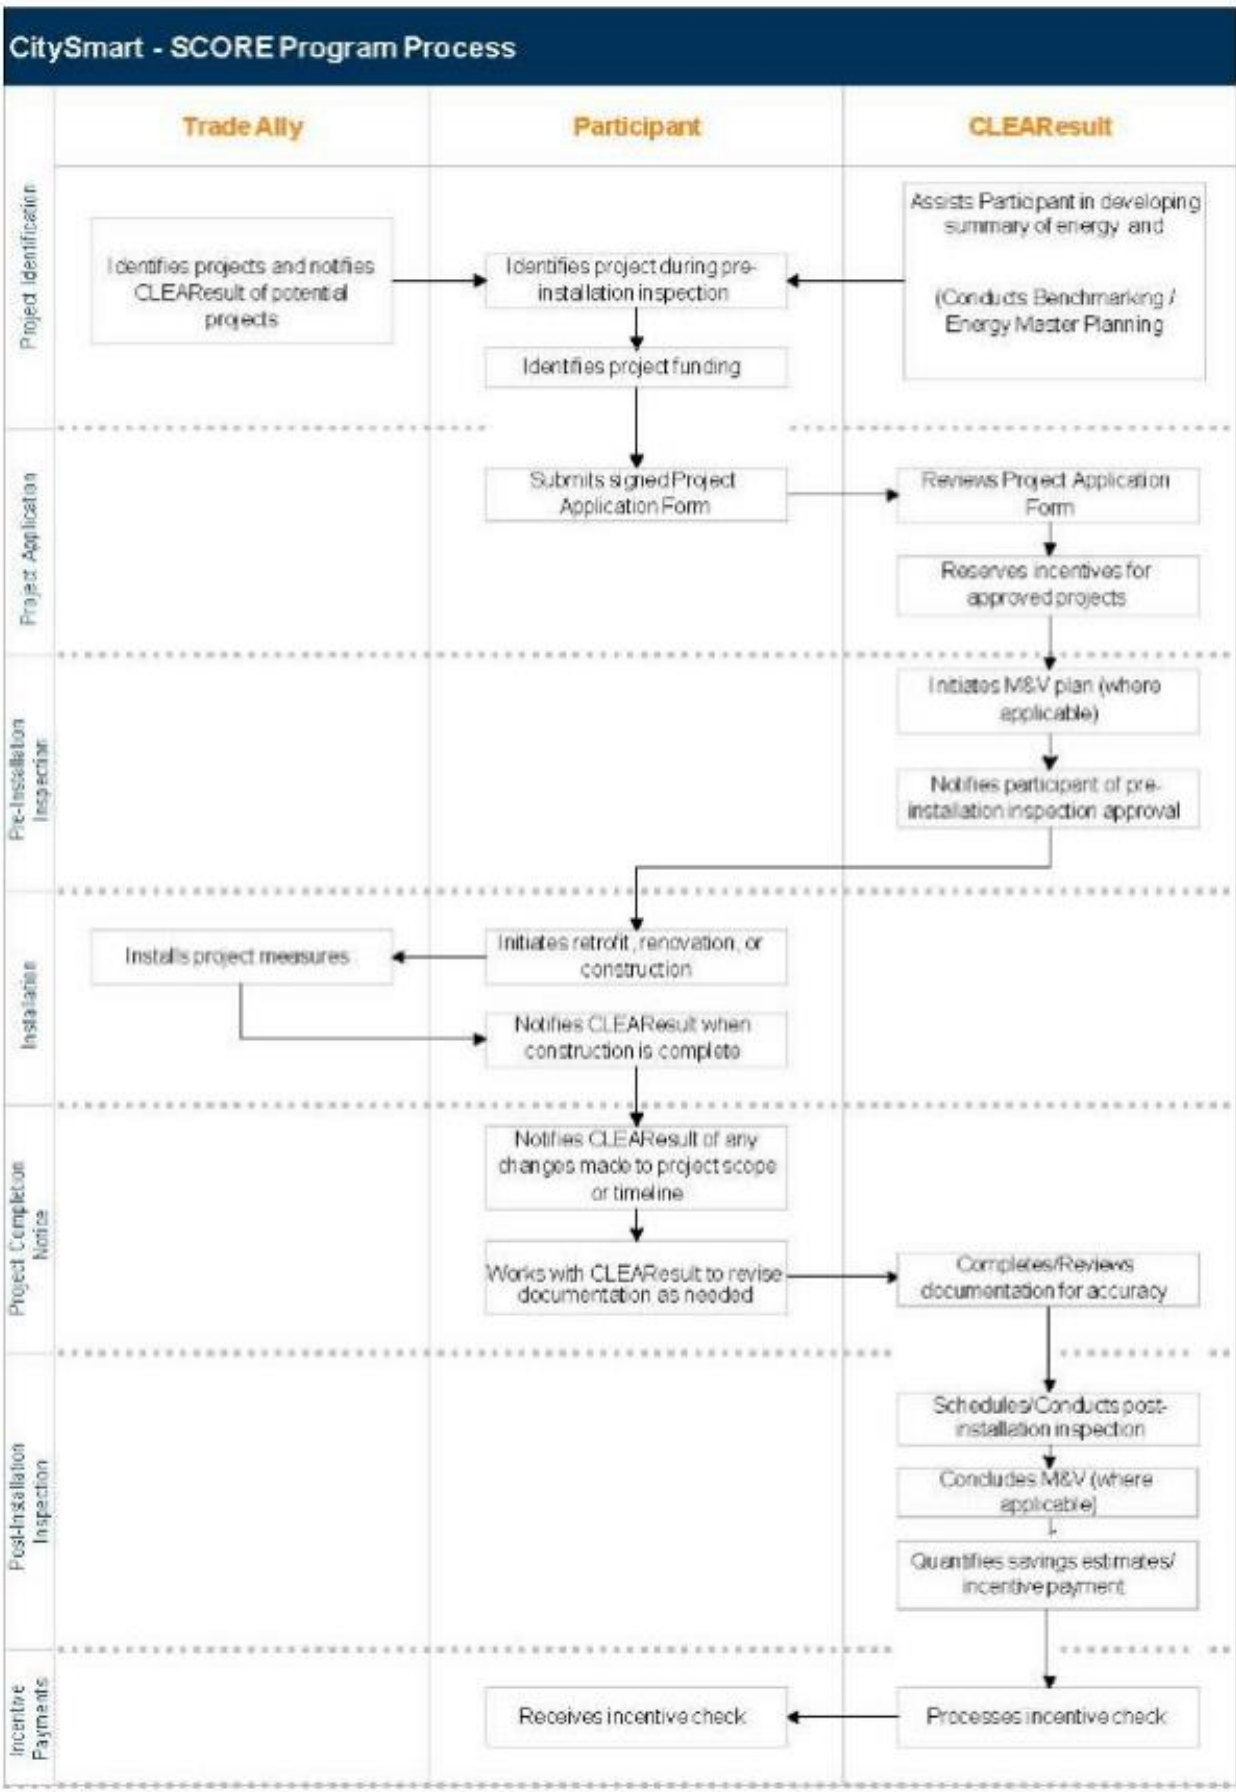 CitySmart - SCORE Program Process
Trade Ally
Participant
CLEAResult
Project Identification
Identifies projects and notifies
CLEAResult of potential
projects
Identifies project during pre-
installation inspection
Assists Participant in developing
summary of energy and
(Conducts Benchmarking /
Energy Master Planning
Identifies project funding
Project Application
Submits signed Project
Application Form
Reviews Project Application
Form
Reserves incentives for
approved projects
Pre-Installation
Inspection
Initiates M&V plan (where
applicable)
Notifies participant of pre-
installation inspection approval
Installation
Installs project measures
Initiates retrofit, renovation, or
construction
Notifies CLEAResult when
construction is complete
Project Completion
Notice
Notifies CLEAResult of any
changes made to project scope
or timeline
Works with CLEAResult to revise
documentation as needed
Completes/Reviews
documentation for accuracy
Post-Installation
Inspection
Schedules/Conducts post-
installation inspection
Concludes M&V (where
applicable)
Quantifies savings estimates/
incentive payment
Incentive
Payments
Receives incentive check
Processes incentive check